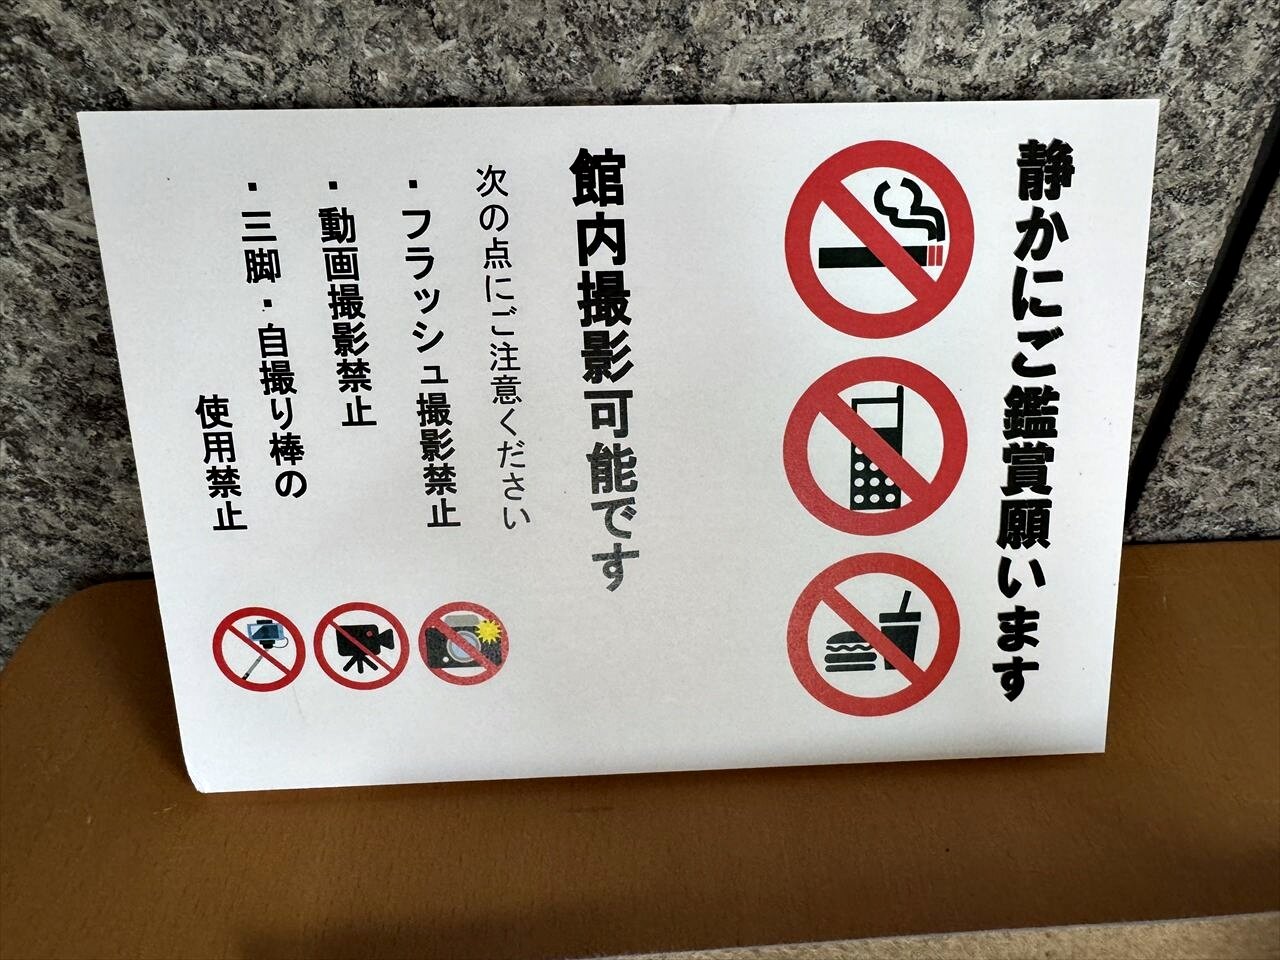 静かにご鑑賞願います
館内撮影可能です
次の点にご注意ください
・フラッシュ撮影禁止
・動画撮影禁止
・三脚・自撮り棒の
使用禁止